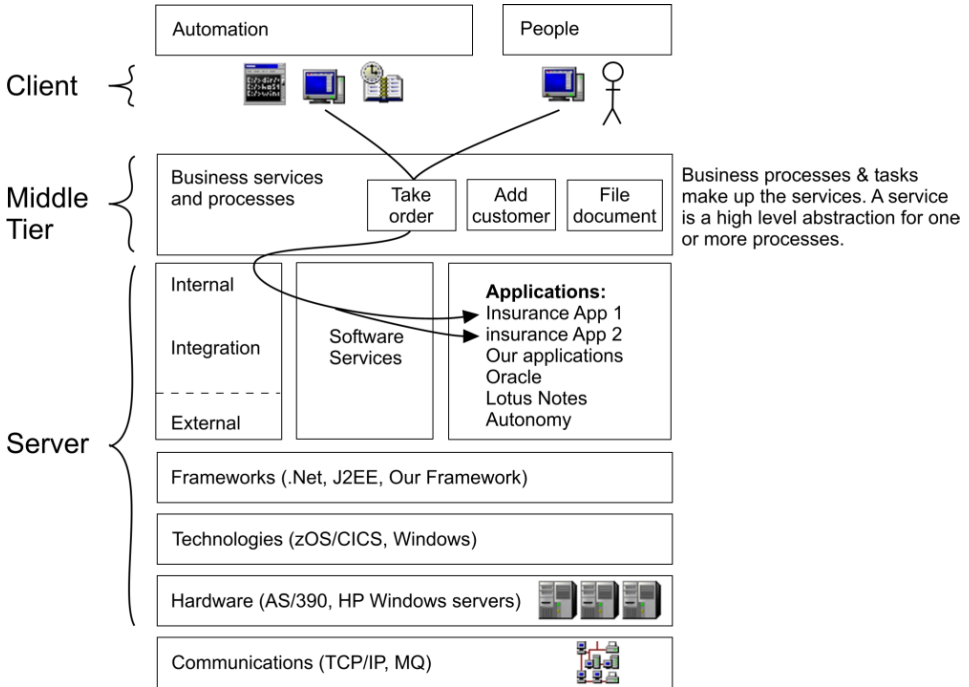 Automation
People
Client
Middle
Tier
Business services
and processes
Take
order
Add
customer
File
document
Business processes & tasks
make up the services. A service
is a high level abstraction for one
or more processes.
Server
Internal
Integration
External
Software
Services
Applications:
Insurance App 1
insurance App 2
Our applications
Oracle
Lotus Notes
Autonomy
Frameworks (.Net, J2EE, Our Framework)
Technologies (zOS/CICS, Windows)
Hardware (AS/390, HP Windows servers)
Communications (TCP/IP, MQ)